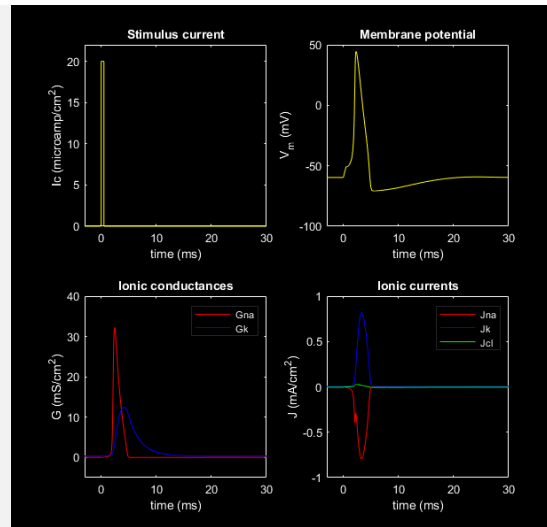 Stimulus current
Ic (microamp/cm²)
20
15
10
5
0
0 10 20 30
time (ms)
Membrane potential
Vm (mV)
50
0
-50
-100
0 10 20 30
time (ms)
Ionic conductances
G (mS/cm²)
40
30
20
10
0
Gna
Gk
0 10 20 30
time (ms)
Ionic currents
J (mA/cm²)
1
0.5
0
-0.5
-1
Jna
Jk
Jcl
0 10 20 30
time (ms)